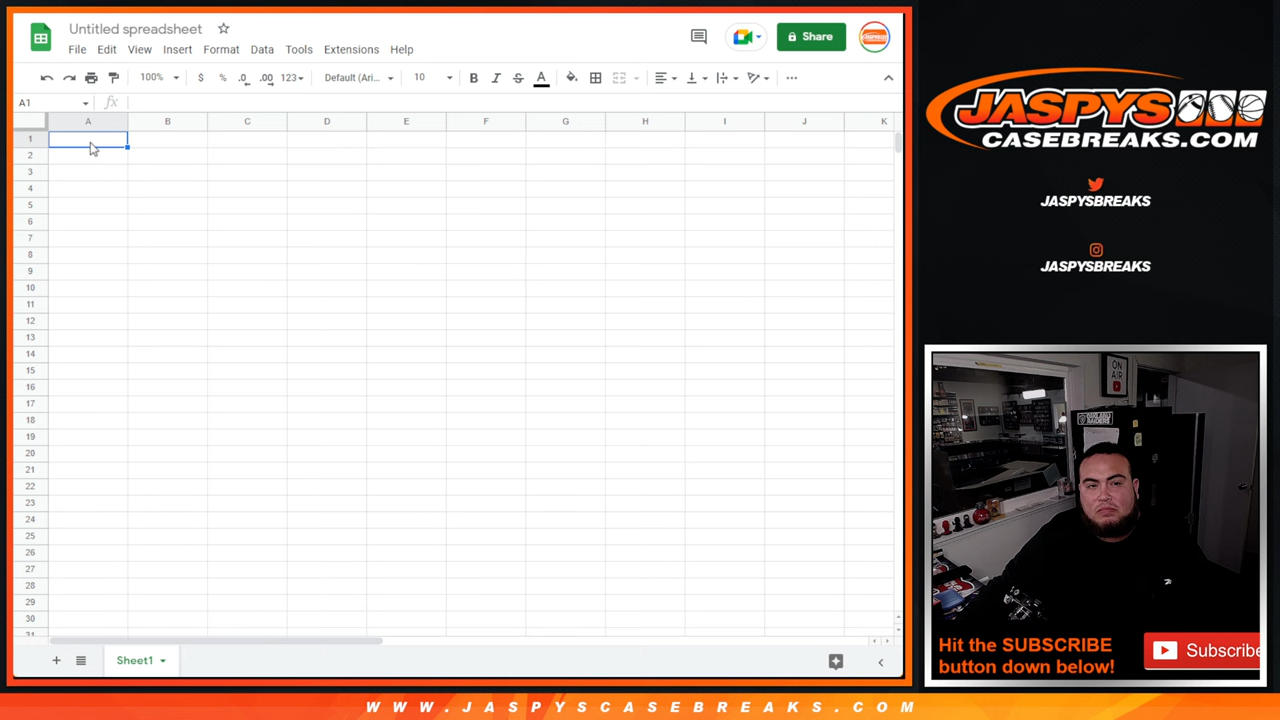 Untitled spreadsheet
File Edit View Insert Format Data Tools Extensions Help
Share
100% $ % .0 .00 123 Default (Ari... 10 B I S A
A1 fx
A B C D E F G H I J K
1
2
3
4
5
6
7
8
9
10
11
12
13
14
15
16
17
18
19
20
21
22
23
24
25
26
27
28
29
30
31
Sheet1
JASPYS
CASEBREAKS.COM
JASPYSBREAKS
JASPYSBREAKS
ON
AIR
Hit the SUBSCRIBE
button down below!
Subscribe
WWW.JASPYSCASEBREAKS.COM